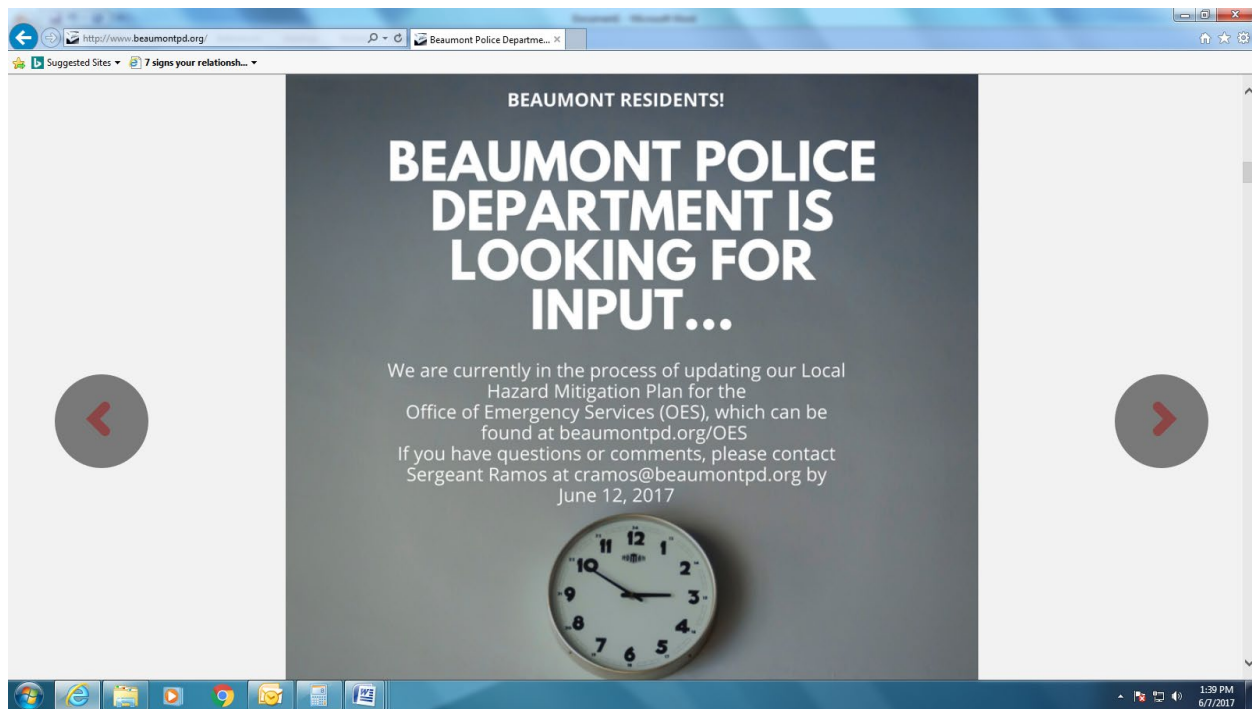 http://www.beaumontpd.org/
Beaumont Police Departme...
Suggested Sites
7 signs your relationsh...
BEAUMONT RESIDENTS!
BEAUMONT POLICE
DEPARTMENT IS
LOOKING FOR
INPUT...
We are currently in the process of updating our Local
Hazard Mitigation Plan for the
Office of Emergency Services (OES), which can be
found at beaumontpd.org/OES
If you have questions or comments, please contact
Sergeant Ramos at cramos@beaumontpd.org by
June 12, 2017
12
11 1
10 2
9 3
8 4
7 5
6
1:39 PM
6/7/2017